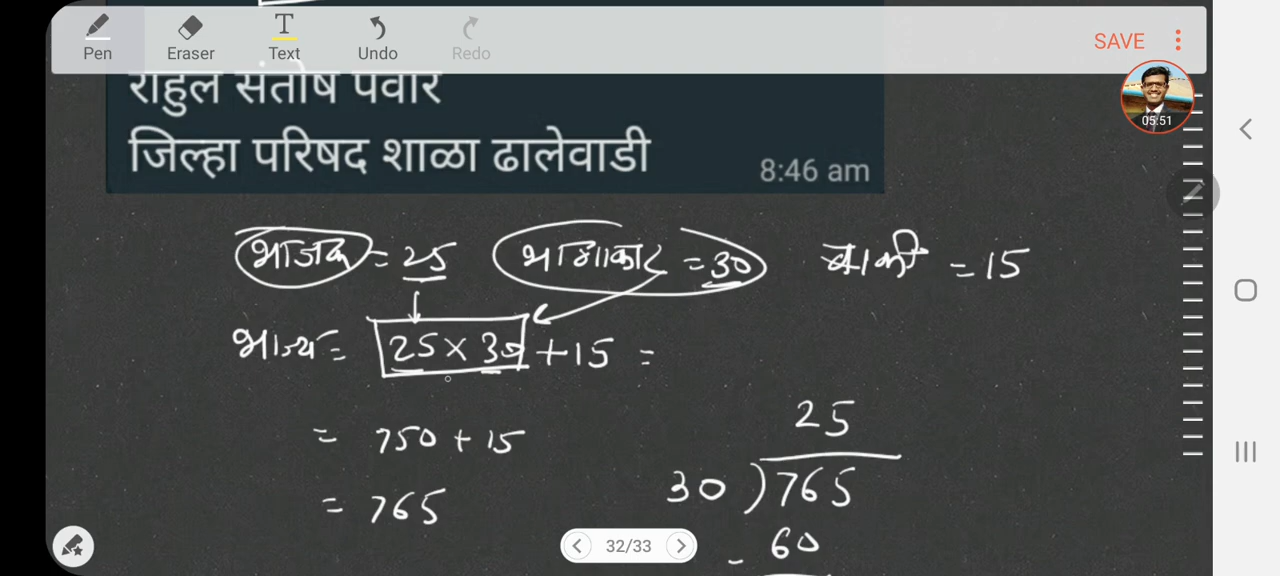 Pen Eraser Text Undo Redo SAVE
05:51
राहुल संतोष पवार
जिल्हा परिषद शाळा ढालेवाडी
8:46 am
भाजक = 25 भागाकार = 30 बाकी = 15
भाज्य = 25 × 30 + 15 =
= 750 + 15
= 765
25
30 ) 765
- 60
32/33